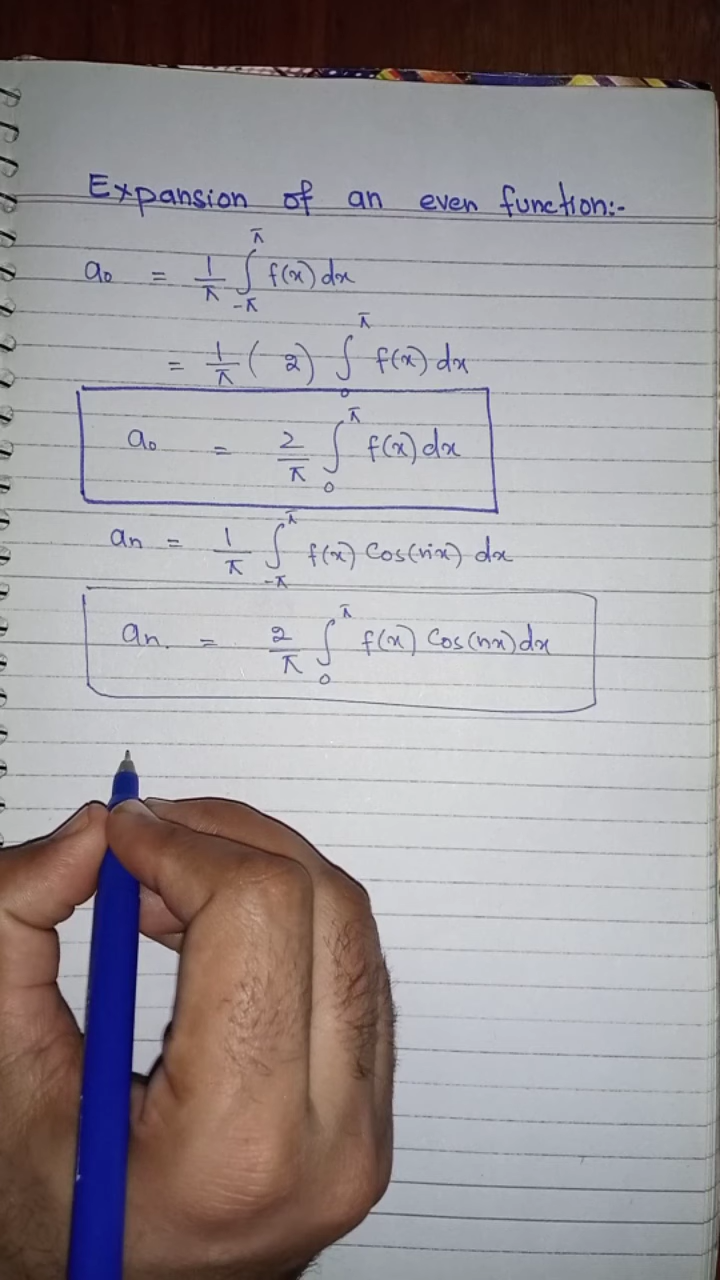 Expansion of an even function:-
a₀ = 1/π ∫_{-π}^{π} f(x) dx
= 1/π ( 2) ∫_{0}^{π} f(x) dx
a₀ = 2/π ∫_{0}^{π} f(x) dx
an = 1/π ∫_{-π}^{π} f(x) Cos(nx) dx
an. = 2/π ∫_{0}^{π} f(x) Cos(nx) dx